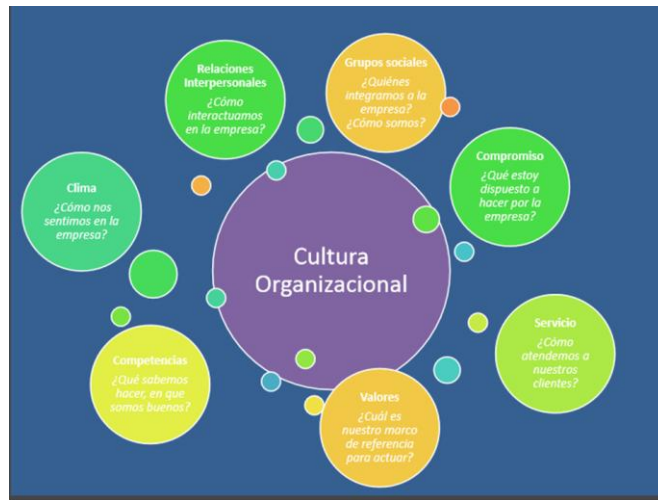 Relaciones
Interpersonales
¿Cómo
interactuamos
en la empresa?
Grupos sociales
¿Quiénes
integramos a la
empresa?
¿Cómo somos?
Compromiso
¿Qué estoy
dispuesto a
hacer por la
empresa?
Clima
¿Cómo nos
sentimos en la
empresa?
Cultura
Organizacional
Servicio
¿Cómo
atendemos a
nuestros
clientes?
Competencias
¿Qué sabemos
hacer, en que
somos buenos?
Valores
¿Cuál es
nuestro marco
de referencia
para actuar?